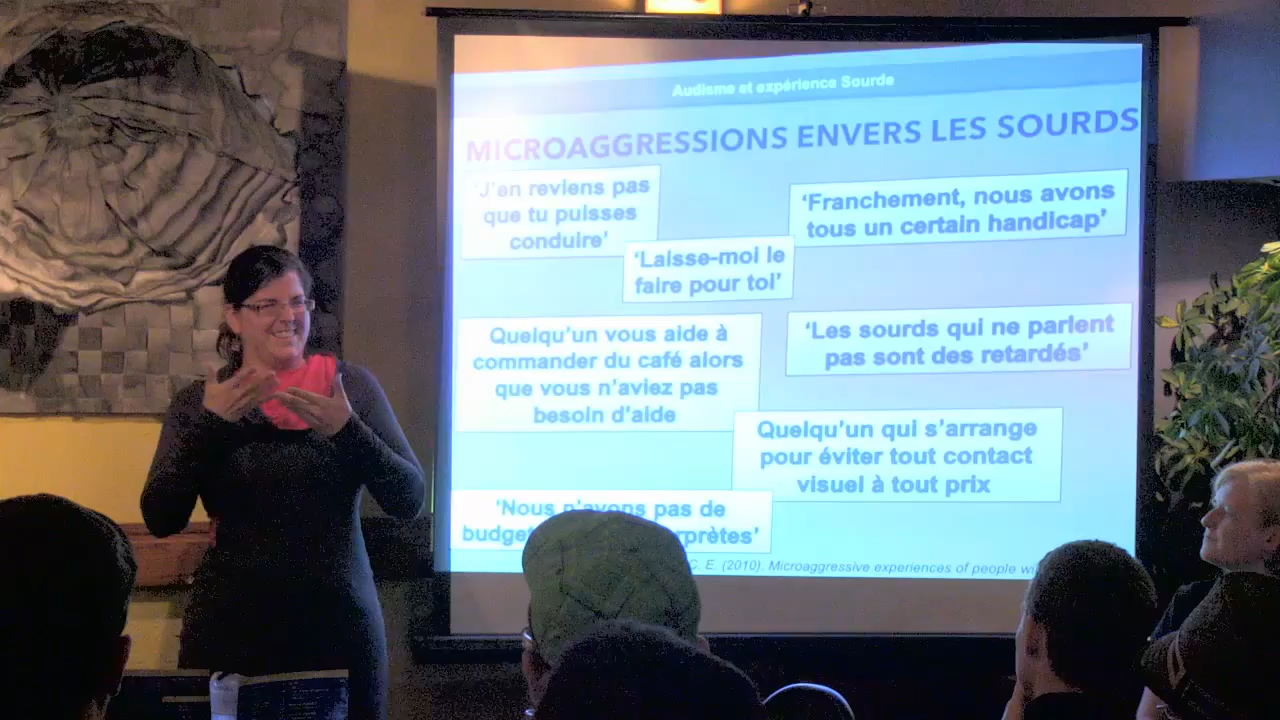 Audisme et expérience Sourde
MICROAGGRESSIONS ENVERS LES SOURDS
'J'en reviens pas
que tu puisses
conduire'
'Franchement, nous avons
tous un certain handicap'
'Laisse-moi le
faire pour toi'
Quelqu'un vous aide à
commander du café alors
que vous n'aviez pas
besoin d'aide
'Les sourds qui ne parlent
pas sont des retardés'
Quelqu'un qui s'arrange
pour éviter tout contact
visuel à tout prix
'Nous n'avons pas de
budget
C. E. (2010). Microaggressive experiences of people